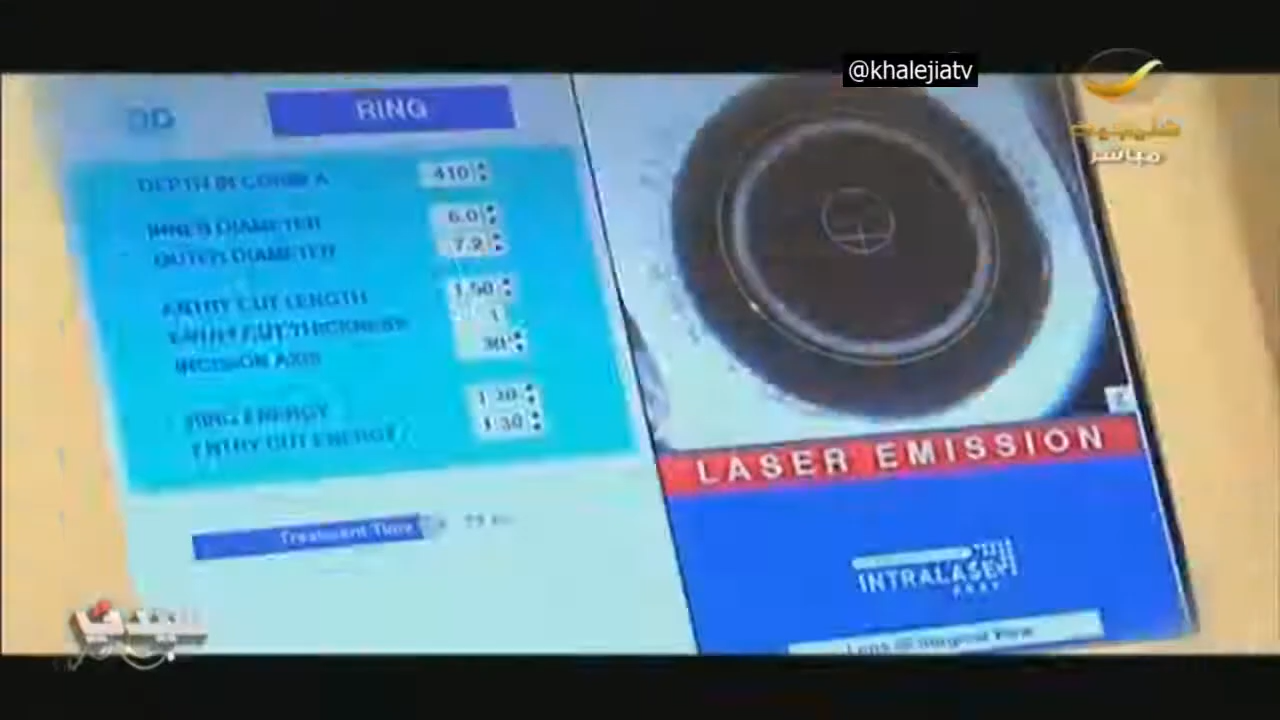 @khalejiatv
خليجية
مباشر
3D
RING
DEPTH IN CORNEA 410
INNER DIAMETER 6.0
OUTER DIAMETER 7.2
ENTRY CUT LENGTH 1.50
ENTRY CUT THICKNESS 1
INCISION AXIS
RING ENERGY 1.30
ENTRY CUT ENERGY 1.30
Treatment Time
LASER EMISSION
INTRALASE
Surgical View